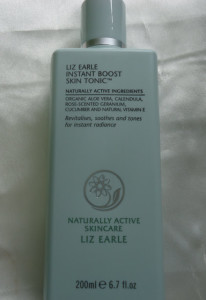 LIZ EARLE
INSTANT BOOST
SKIN TONIC™
NATURALLY ACTIVE INGREDIENTS
ORGANIC ALOE VERA, CALENDULA,
ROSE-SCENTED GERANIUM,
CUCUMBER AND NATURAL VITAMIN E
Revitalises, soothes and tones
for instant radiance
NATURALLY ACTIVE
SKINCARE
LIZ EARLE
200ml e 6.7 fl.oz